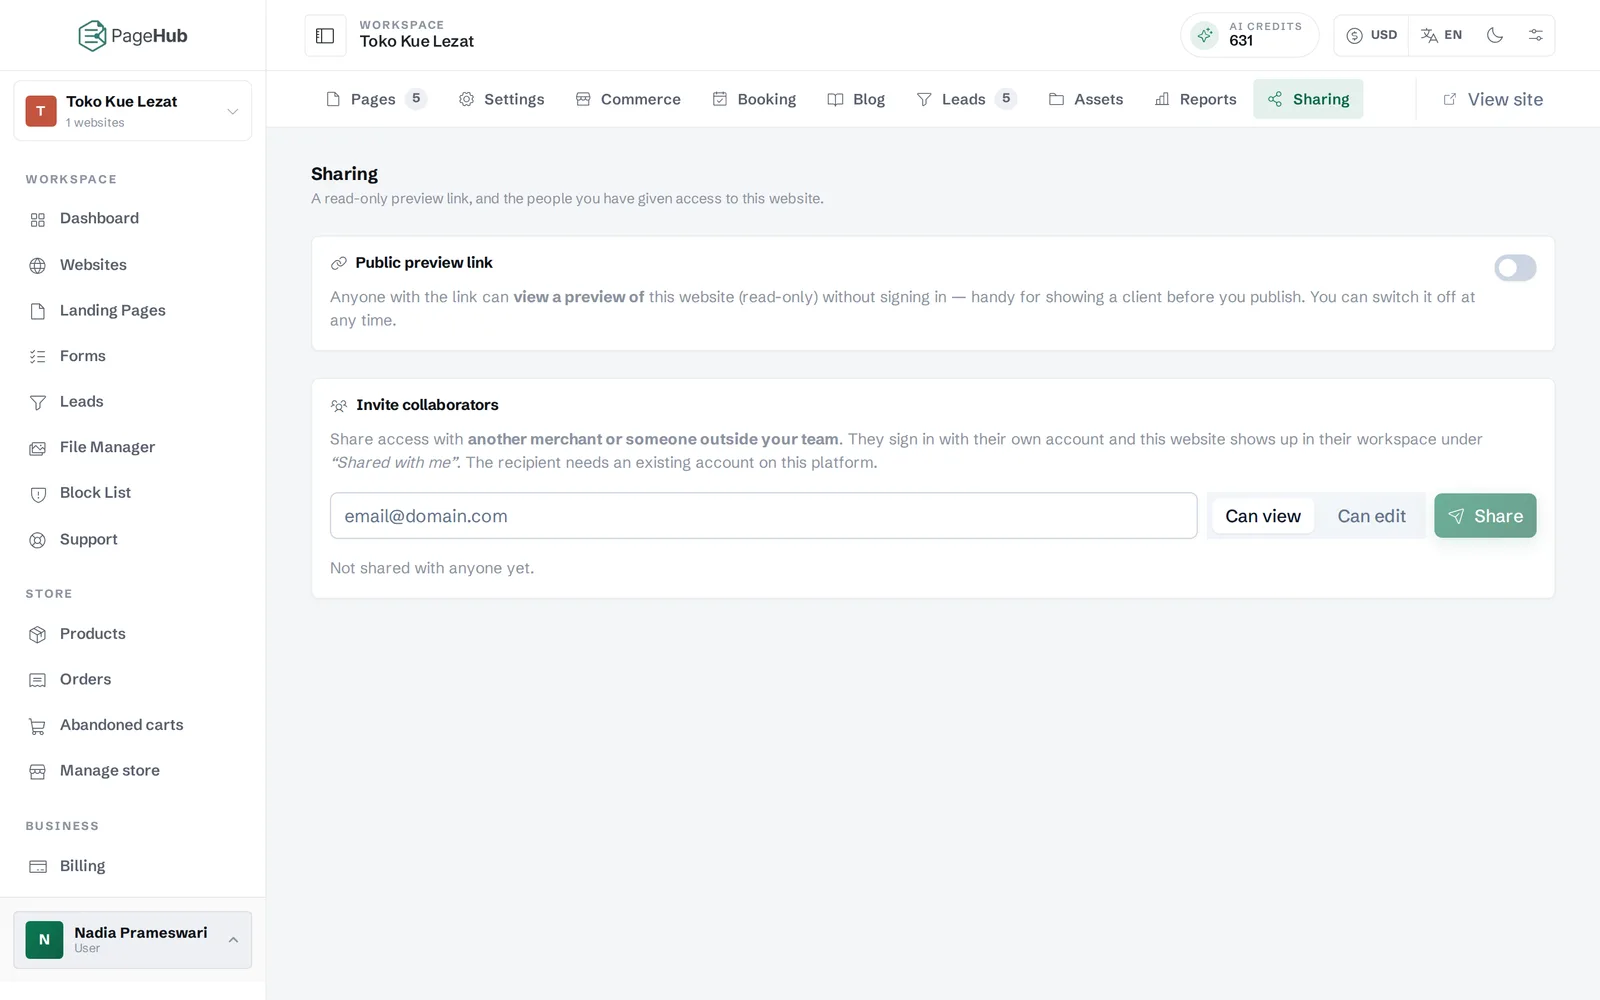 PageHub
WORKSPACE
Toko Kue Lezat
AI CREDITS
631
USD
EN
T
Toko Kue Lezat
1 websites
Pages 5
Settings
Commerce
Booking
Blog
Leads 5
Assets
Reports
Sharing
View site
WORKSPACE
Dashboard
Websites
Landing Pages
Forms
Leads
File Manager
Block List
Support
STORE
Products
Orders
Abandoned carts
Manage store
BUSINESS
Billing
N
Nadia Prameswari
User
Sharing
A read-only preview link, and the people you have given access to this website.
Public preview link
Anyone with the link can view a preview of this website (read-only) without signing in — handy for showing a client before you publish. You can switch it off at
any time.
Invite collaborators
Share access with another merchant or someone outside your team. They sign in with their own account and this website shows up in their workspace under
“Shared with me”. The recipient needs an existing account on this platform.
email@domain.com
Can view
Can edit
Share
Not shared with anyone yet.